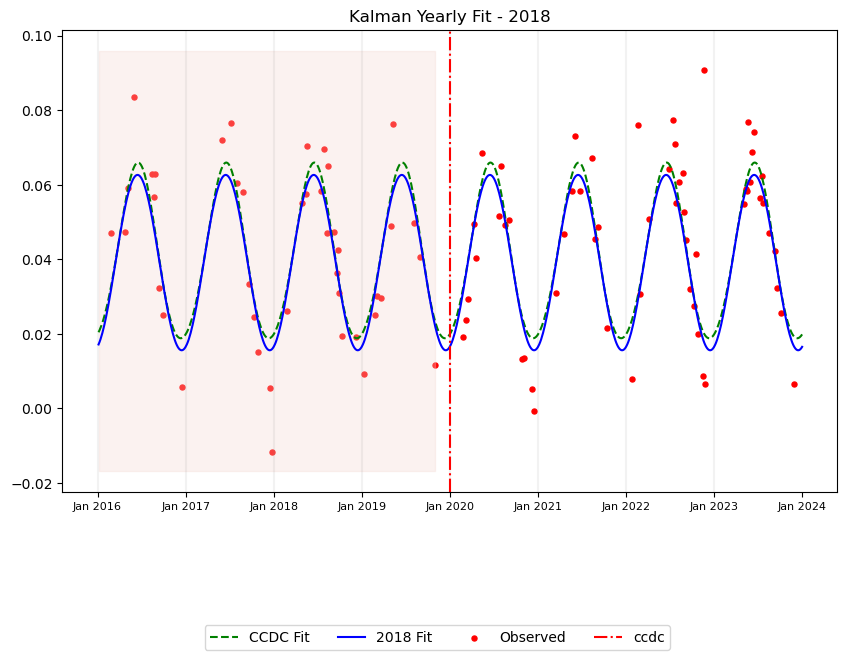 Kalman Yearly Fit - 2018
0.10
0.08
0.06
0.04
0.02
0.00
−0.02
Jan 2016 Jan 2017 Jan 2018 Jan 2019 Jan 2020 Jan 2021 Jan 2022 Jan 2023 Jan 2024
CCDC Fit 2018 Fit Observed ccdc